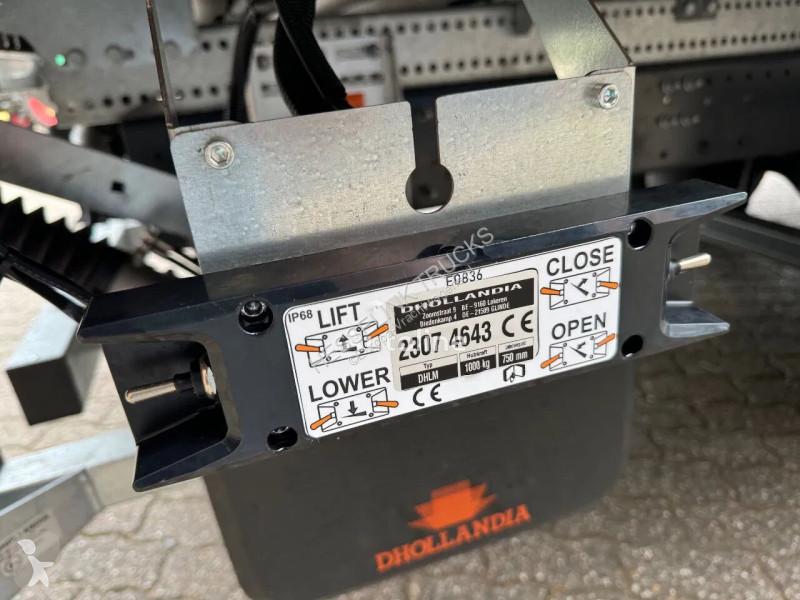 E0836
IP68 LIFT
DHOLLANDIA
Zoomstraat 9 BE - 9160 Lokeren
Biedenkamp 4 DE - 21509 GLINDE
CLOSE
2307 4643 CE
Typ Hubkraft
DHLM 1000 kg 750 mm
OPEN
LOWER
CE
DHOLLANDIA
TRUCKS